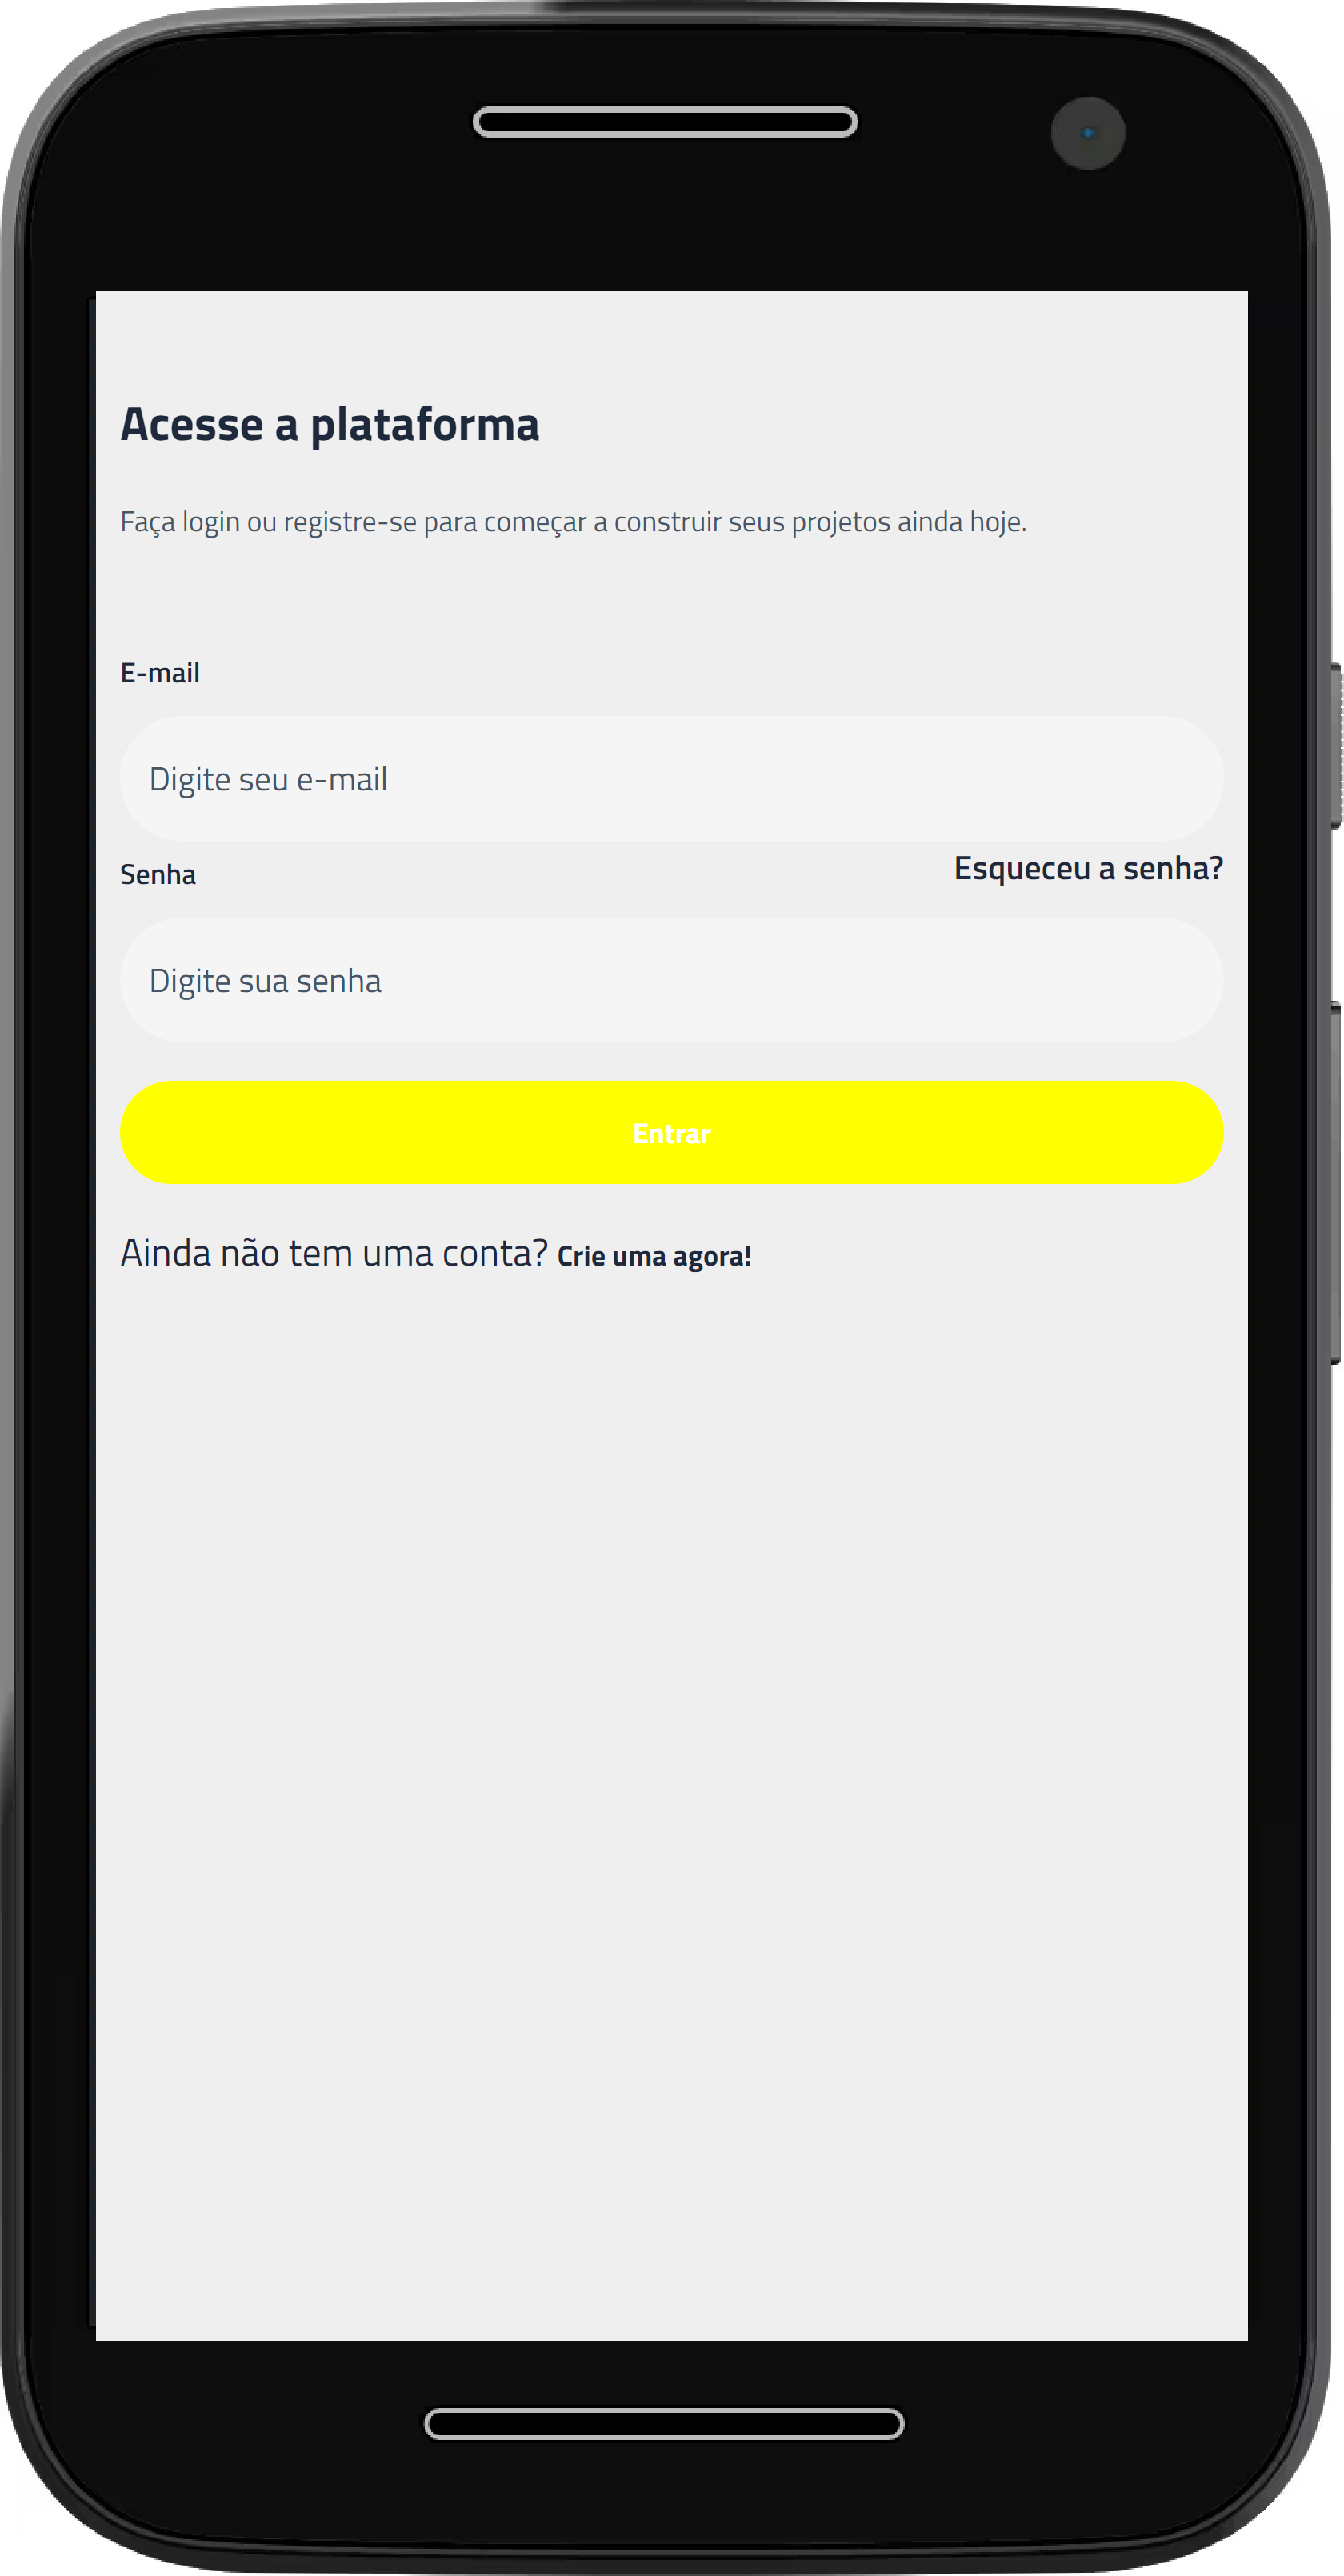 Acesse a plataforma
Faça login ou registre-se para começar a construir seus projetos ainda hoje.
E-mail
Digite seu e-mail
Senha
Esqueceu a senha?
Digite sua senha
Entrar
Ainda não tem uma conta? Crie uma agora!